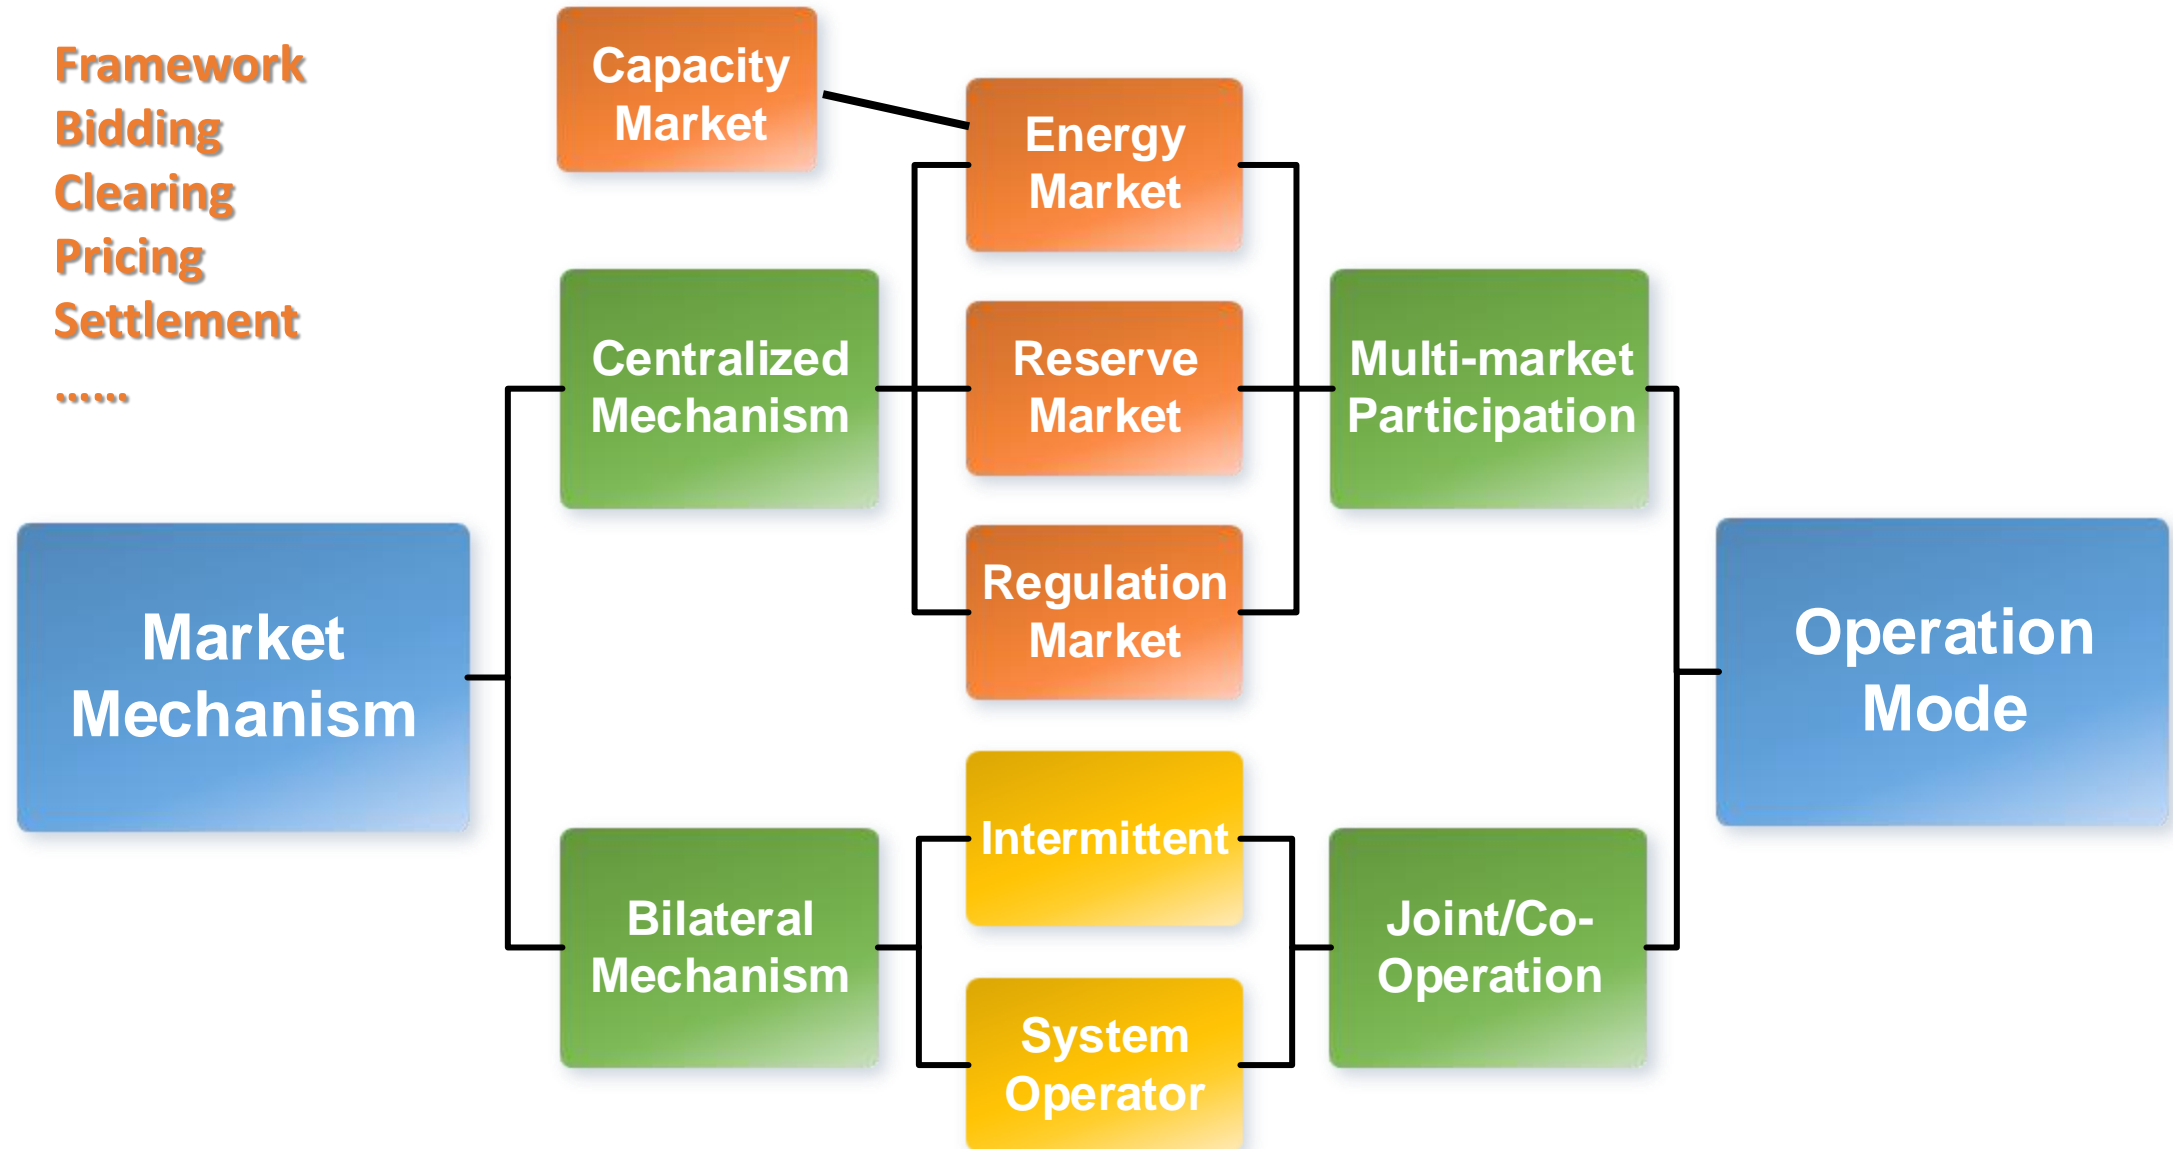 Framework
Bidding
Clearing
Pricing
Settlement
......
Capacity
Market
Energy
Market
Centralized
Mechanism
Reserve
Market
Multi-market
Participation
Regulation
Market
Market
Mechanism
Operation
Mode
Intermittent
Bilateral
Mechanism
Joint/Co-
Operation
System
Operator